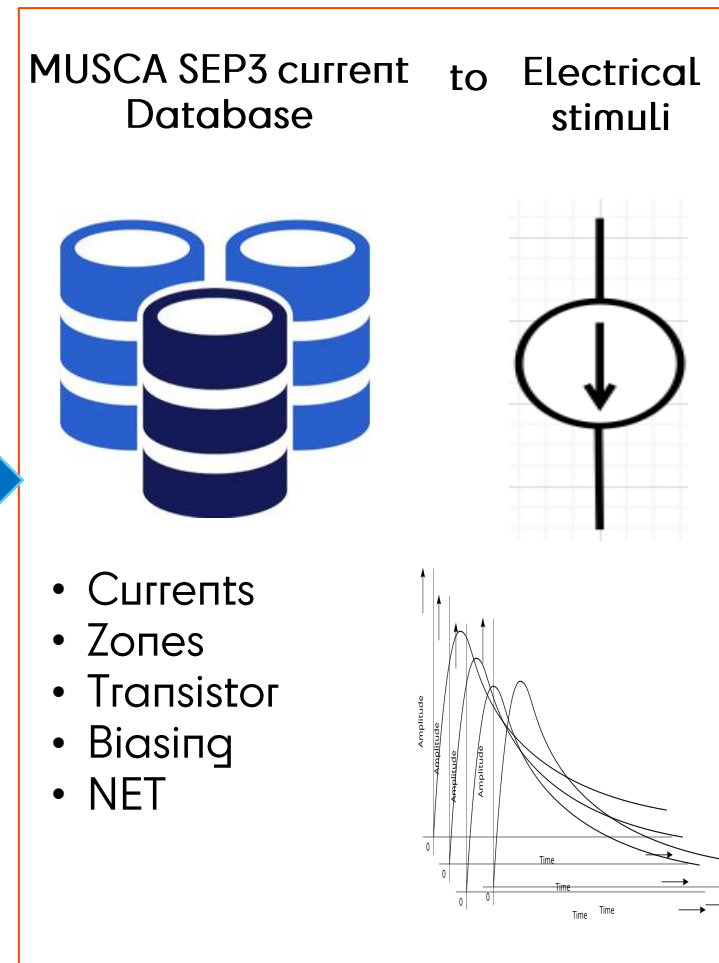 MUSCA SEP3 current to Electrical
Database stimuli
• Currents
• Zones
• Transistor
• Biasing
• NET
Amplitude
Amplitude
Amplitude
Amplitude
0
0
0
0
Time
Time
Time
Time